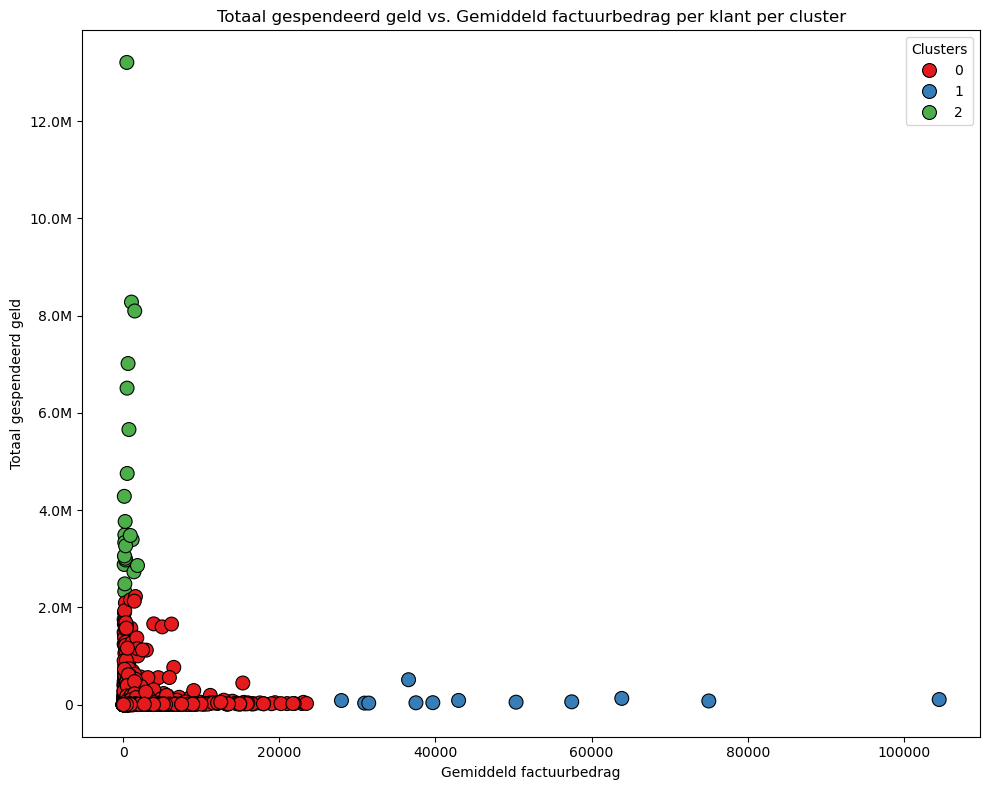 Totaal gespendeerd geld vs. Gemiddeld factuurbedrag per klant per cluster
Clusters
0
1
2
12.0M
10.0M
8.0M
6.0M
4.0M
2.0M
0
Totaal gespendeerd geld
0
20000
40000
60000
80000
100000
Gemiddeld factuurbedrag